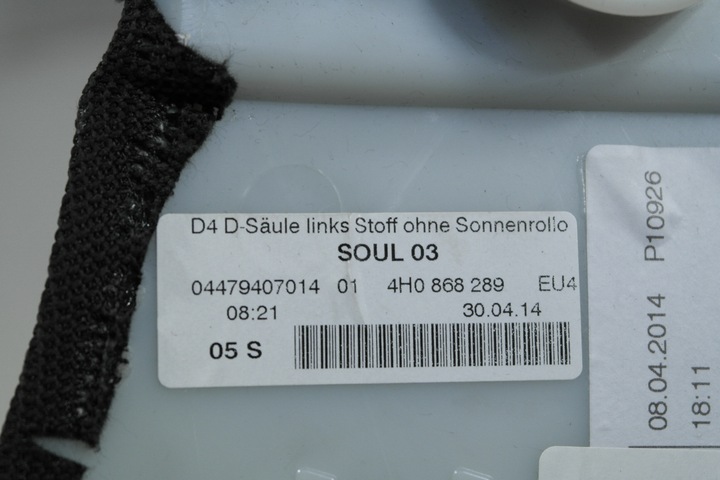 D4 D-Säule links Stoff ohne Sonnenrollo
SOUL 03
04479407014 01 4H0 868 289 EU4
08:21 30.04.14
05 S
P10926
08.04.2014
18:11